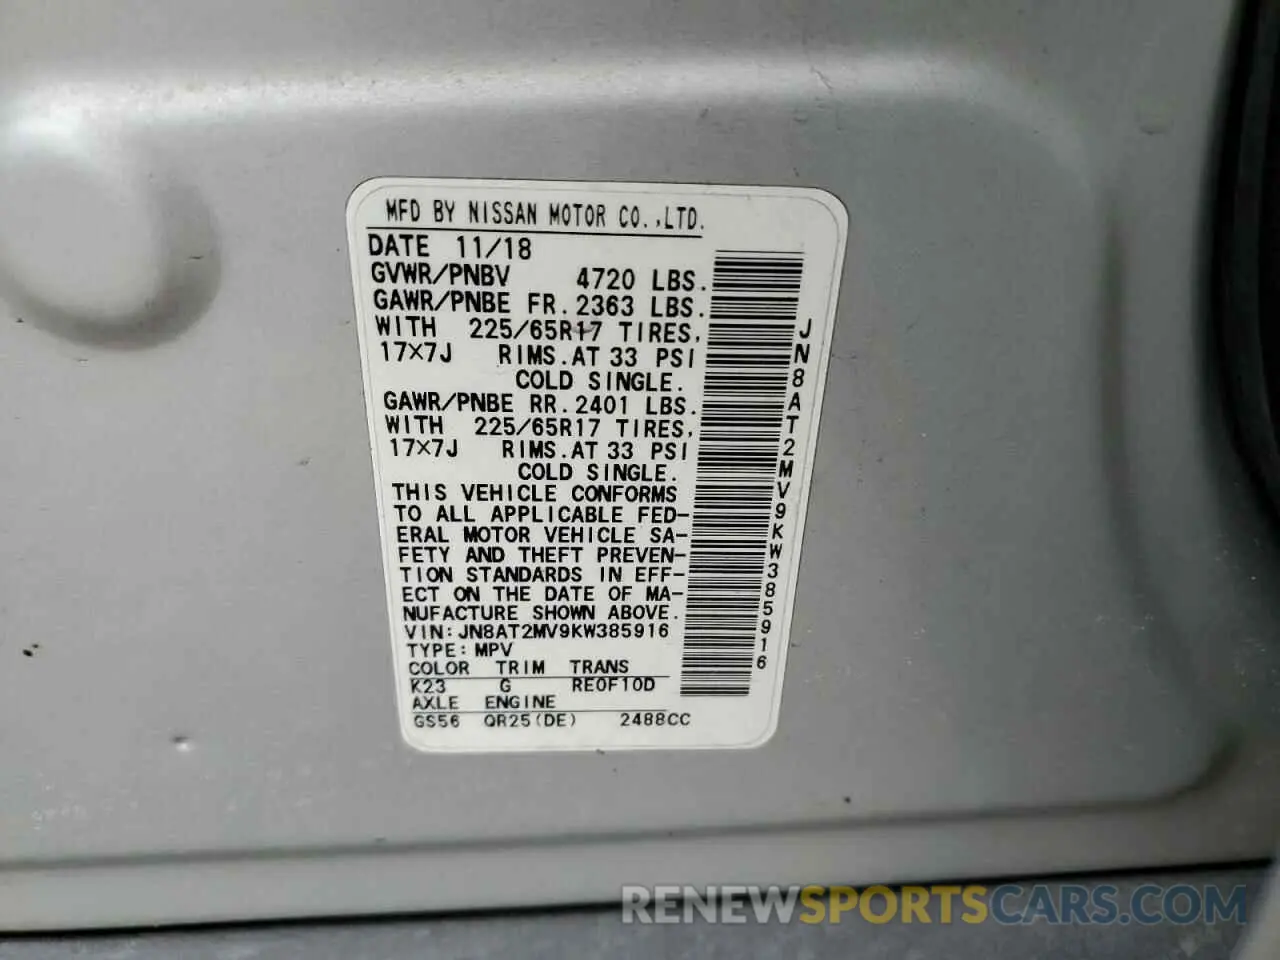 MFD BY NISSAN MOTOR CO.,LTD.
DATE 11/18
GVWR/PNBV 4720 LBS.
GAWR/PNBE FR. 2363 LBS.
WITH 225/65R17 TIRES,
17×7J RIMS.AT 33 PSI
COLD SINGLE.
GAWR/PNBE RR. 2401 LBS.
WITH 225/65R17 TIRES,
17×7J RIMS.AT 33 PSI
COLD SINGLE.
THIS VEHICLE CONFORMS
TO ALL APPLICABLE FED-
ERAL MOTOR VEHICLE SA-
FETY AND THEFT PREVEN-
TION STANDARDS IN EFF-
ECT ON THE DATE OF MA-
NUFACTURE SHOWN ABOVE.
VIN: JN8AT2MV9KW385916
TYPE: MPV
COLOR TRIM TRANS
K23 G RE0F10D
AXLE ENGINE
GS56 QR25(DE) 2488CC
JN8AT2MV9KW385916
RENEWSPORTSCARS.COM